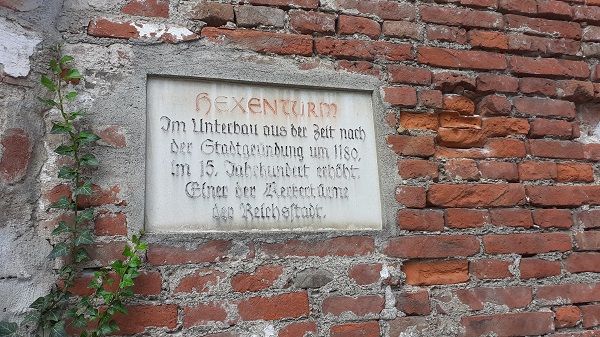 Hexenturm
Im Unterbau aus der Zeit nach
der Stadtgründung um 1180,
im 15. Jahrhundert erhöht.
Einer der Kerkertürme
der Reichsstadt.